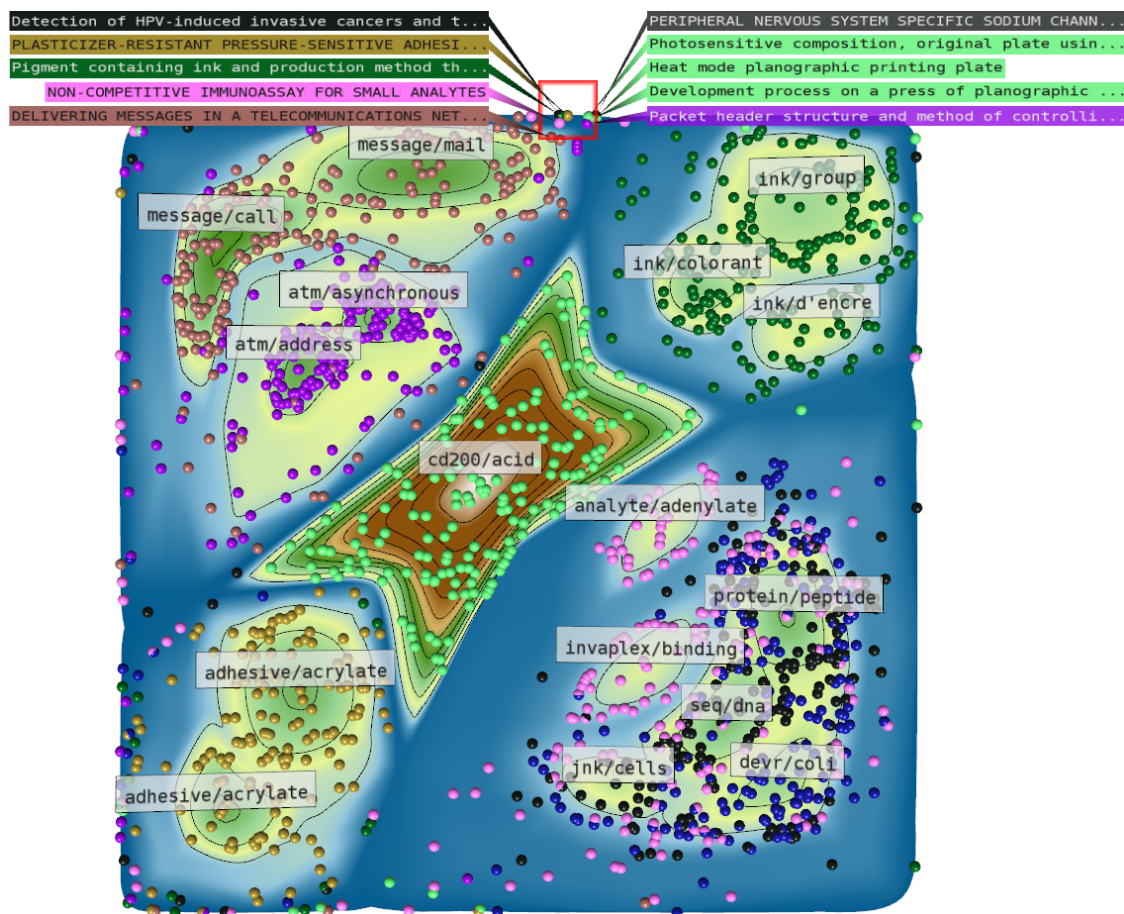 Detection of HPV-induced invasive cancers and t...
PLASTICIZER-RESISTANT PRESSURE-SENSITIVE ADHESI...
Pigment containing ink and production method th...
NON-COMPETITIVE IMMUNOASSAY FOR SMALL ANALYTES
DELIVERING MESSAGES IN A TELECOMMUNICATIONS NET...
PERIPHERAL NERVOUS SYSTEM SPECIFIC SODIUM CHANN...
Photosensitive composition, original plate usin...
Heat mode planographic printing plate
Development process on a press of planographic ...
Packet header structure and method of controlli...
message/mail
message/call
ink/group
ink/colorant
atm/asynchronous
ink/d'encre
atm/address
cd200/acid
analyte/adenylate
protein/peptide
invaplex/binding
adhesive/acrylate
seq/dna
jnk/cells
devr/coli
adhesive/acrylate